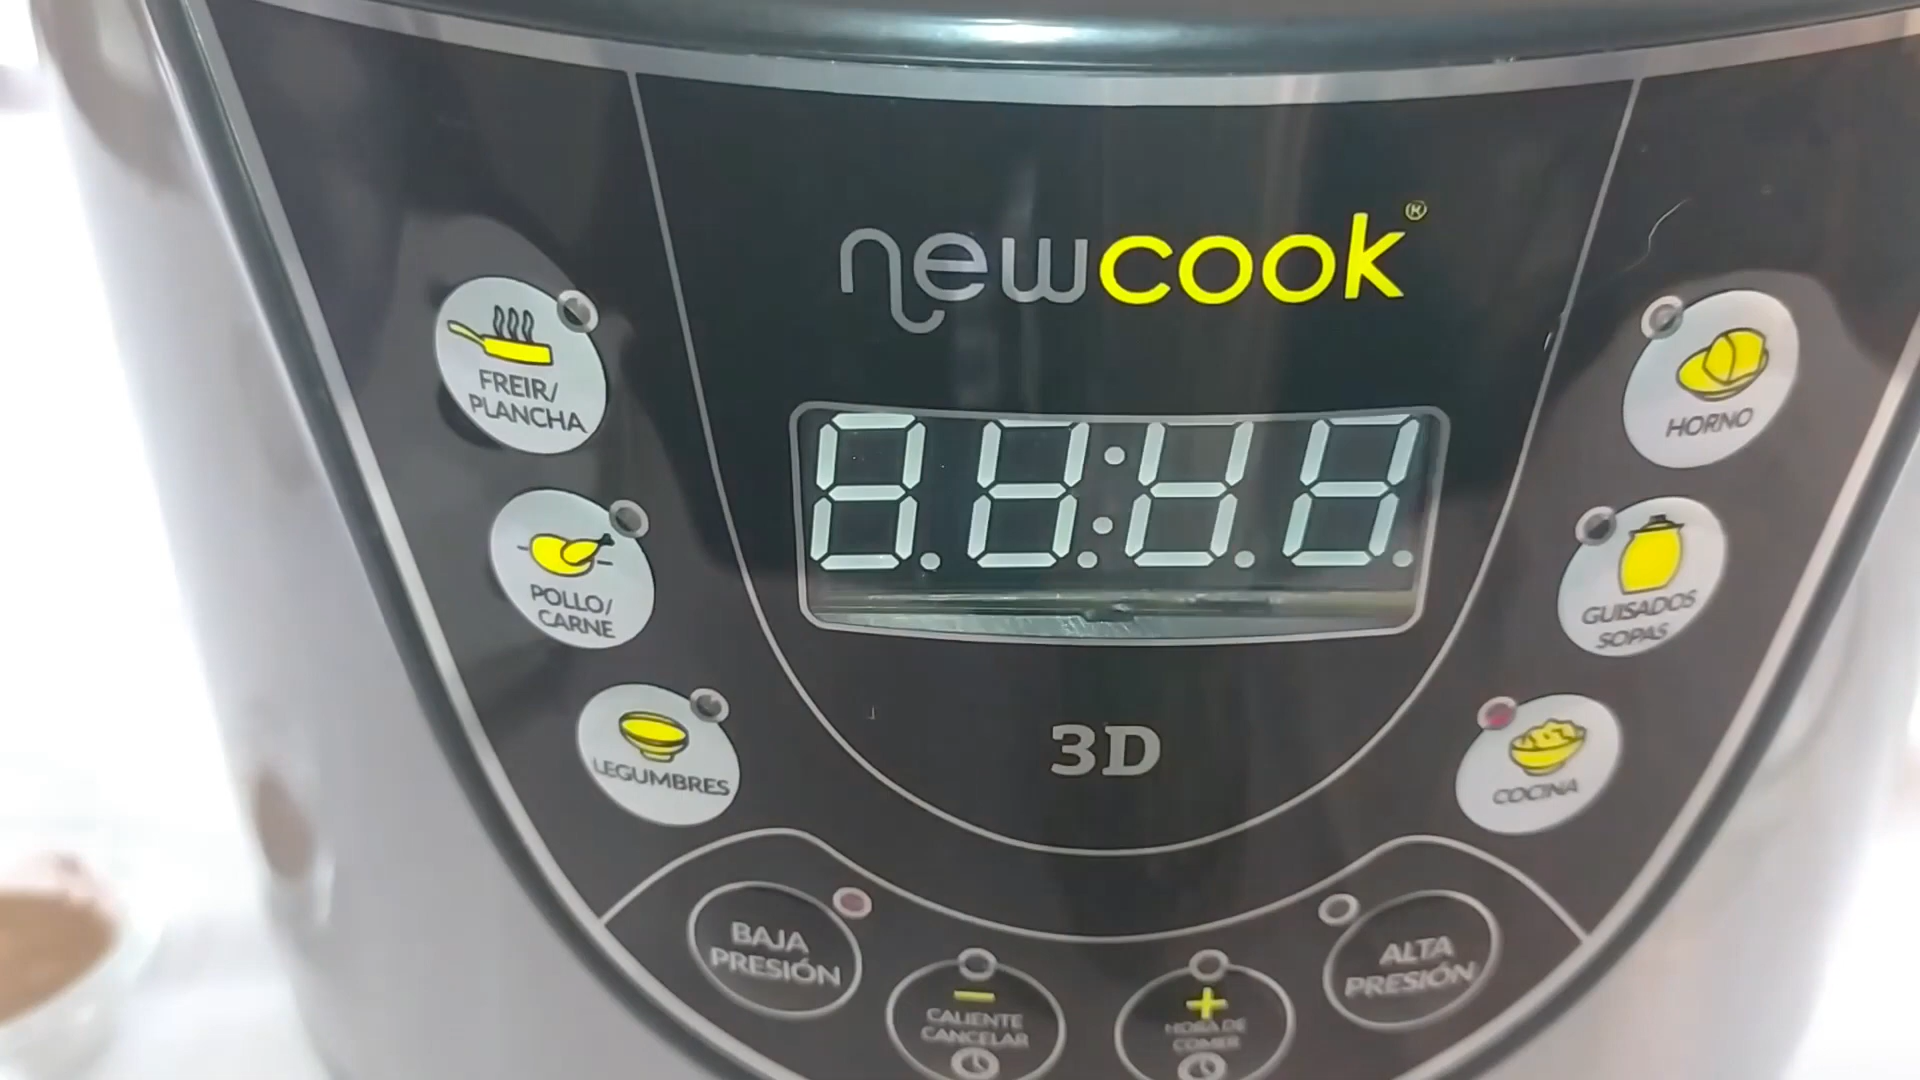 newcook®
FREIR/
PLANCHA
POLLO/
CARNE
LEGUMBRES
HORNO
GUISADOS
SOPAS
COCINA
3D
BAJA
PRESIÓN
−
CALIENTE
CANCELAR
+
HORA DE
COMER
ALTA
PRESIÓN